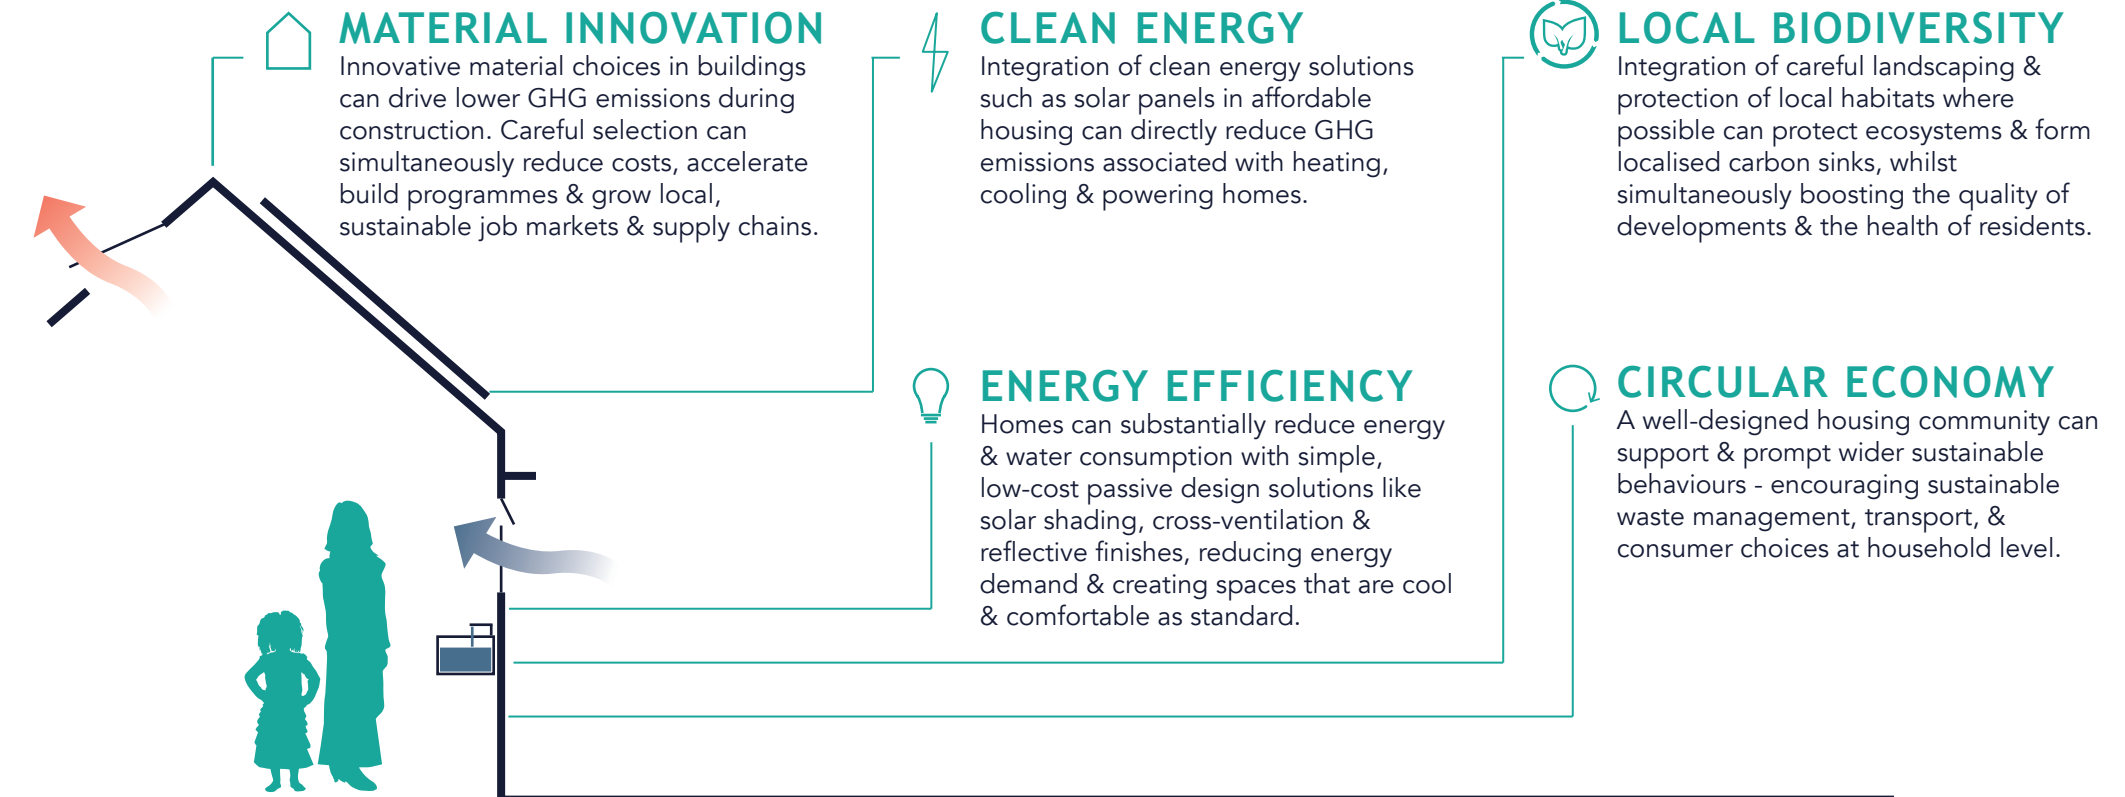 MATERIAL INNOVATION
Innovative material choices in buildings
can drive lower GHG emissions during
construction. Careful selection can
simultaneously reduce costs, accelerate
build programmes & grow local,
sustainable job markets & supply chains.
CLEAN ENERGY
Integration of clean energy solutions
such as solar panels in affordable
housing can directly reduce GHG
emissions associated with heating,
cooling & powering homes.
LOCAL BIODIVERSITY
Integration of careful landscaping &
protection of local habitats where
possible can protect ecosystems & form
localised carbon sinks, whilst
simultaneously boosting the quality of
developments & the health of residents.
ENERGY EFFICIENCY
Homes can substantially reduce energy
& water consumption with simple,
low-cost passive design solutions like
solar shading, cross-ventilation &
reflective finishes, reducing energy
demand & creating spaces that are cool
& comfortable as standard.
CIRCULAR ECONOMY
A well-designed housing community can
support & prompt wider sustainable
behaviours - encouraging sustainable
waste management, transport, &
consumer choices at household level.